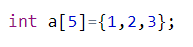 int a[5]={1,2,3};